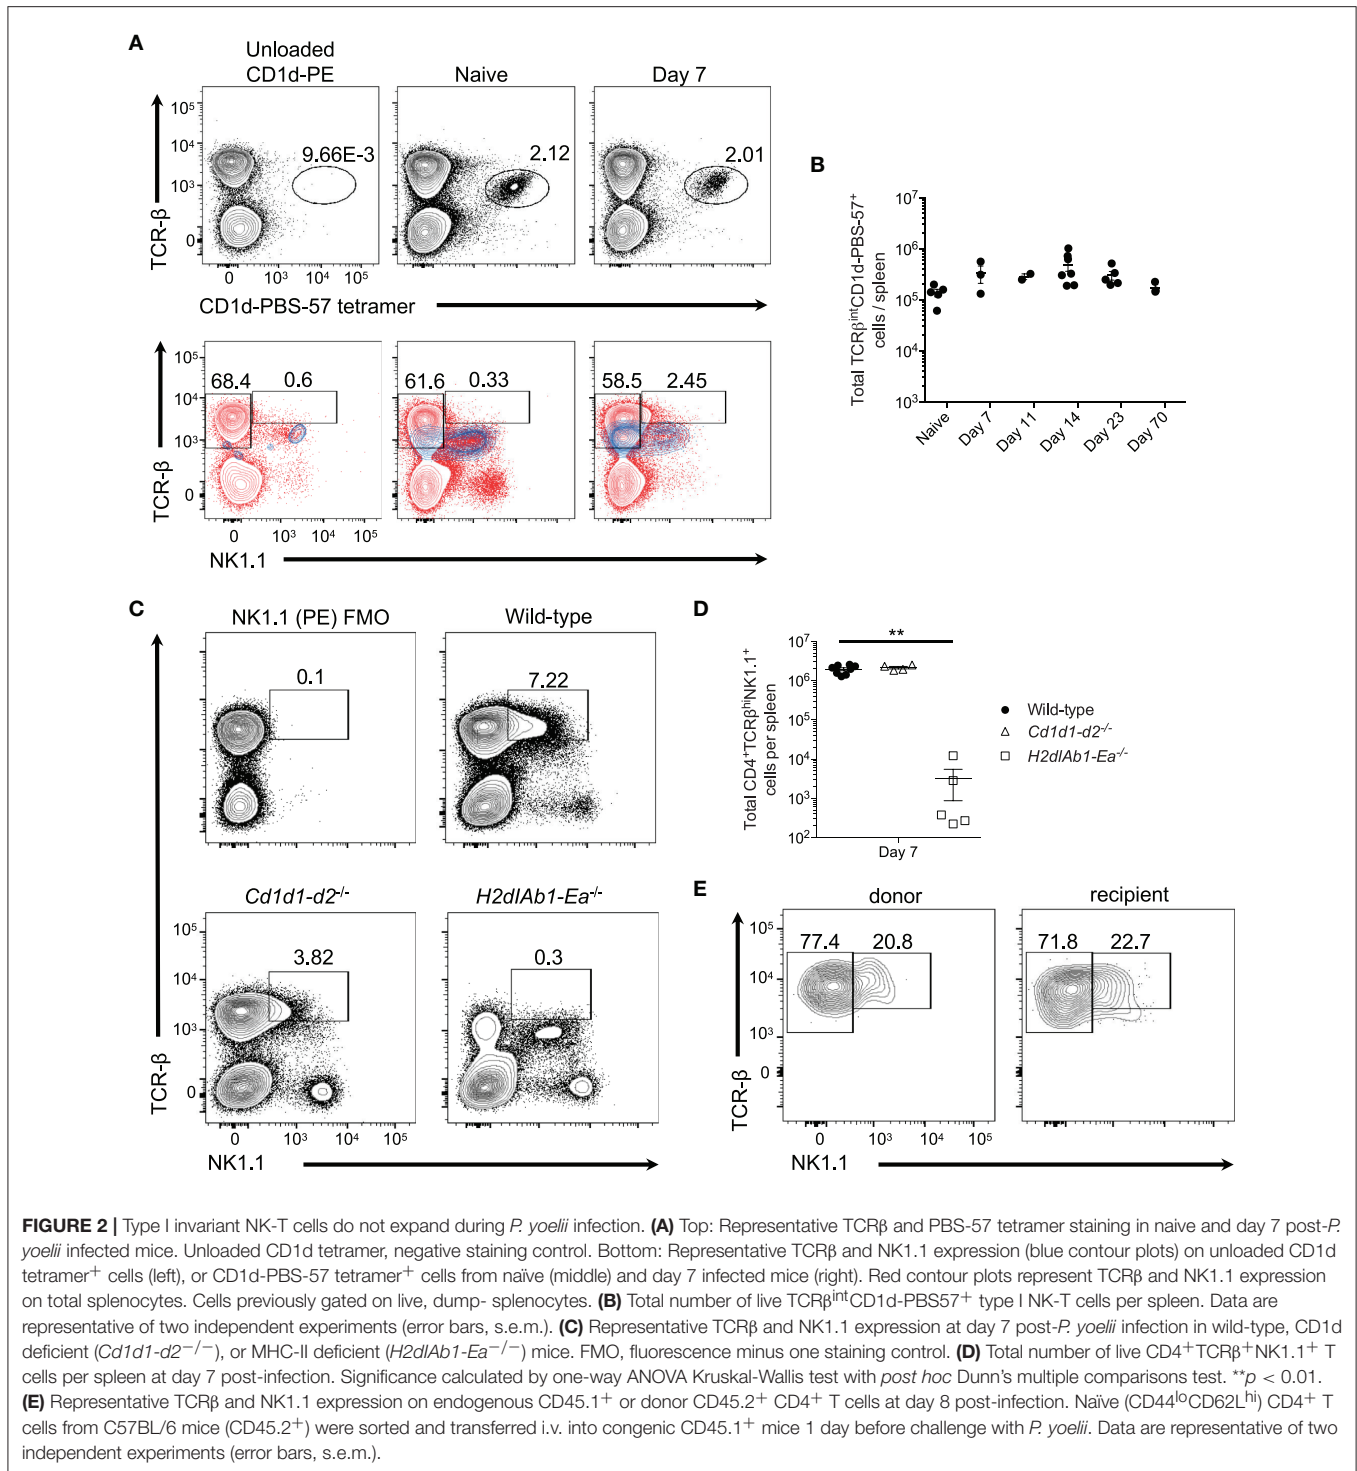 A
Unloaded
CD1d-PE
Naive
Day 7
TCR-β
10⁵
10⁴
10³
0
9.66E-3
2.12
2.01
0 10³ 10⁴ 10⁵
CD1d-PBS-57 tetramer
TCR-β
10⁵
10⁴
10³
0
68.4 0.6
61.6 0.33
58.5 2.45
0 10³ 10⁴ 10⁵
NK1.1
B
Total TCRβⁱⁿᵗCD1d-PBS-57⁺
cells / spleen
10⁷
10⁶
10⁵
10⁴
10³
Naive Day 7 Day 11 Day 14 Day 23 Day 70
C
NK1.1 (PE) FMO
Wild-type
0.1
7.22
Cd1d1-d2⁻/⁻
H2dlAb1-Ea⁻/⁻
TCR-β
10⁵
10⁴
10³
0
3.82
0.3
0 10³ 10⁴ 10⁵
NK1.1
D
Total CD4⁺TCRβʰⁱNK1.1⁺
cells per spleen
10⁷
10⁶
10⁵
10⁴
10³
10²
**
Day 7
Wild-type
Cd1d1-d2⁻/⁻
H2dlAb1-Ea⁻/⁻
E
donor
recipient
TCR-β
10⁵
10⁴
10³
0
77.4 20.8
71.8 22.7
0 10³ 10⁴ 10⁵
NK1.1
FIGURE 2 | Type I invariant NK-T cells do not expand during P. yoelii infection. (A) Top: Representative TCRβ and PBS-57 tetramer staining in naive and day 7 post-P.
yoelii infected mice. Unloaded CD1d tetramer, negative staining control. Bottom: Representative TCRβ and NK1.1 expression (blue contour plots) on unloaded CD1d
tetramer⁺ cells (left), or CD1d-PBS-57 tetramer⁺ cells from naïve (middle) and day 7 infected mice (right). Red contour plots represent TCRβ and NK1.1 expression
on total splenocytes. Cells previously gated on live, dump- splenocytes. (B) Total number of live TCRβⁱⁿᵗCD1d-PBS57⁺ type I NK-T cells per spleen. Data are
representative of two independent experiments (error bars, s.e.m.). (C) Representative TCRβ and NK1.1 expression at day 7 post-P. yoelii infection in wild-type, CD1d
deficient (Cd1d1-d2⁻/⁻), or MHC-II deficient (H2dlAb1-Ea⁻/⁻) mice. FMO, fluorescence minus one staining control. (D) Total number of live CD4⁺TCRβ⁺NK1.1⁺ T
cells per spleen at day 7 post-infection. Significance calculated by one-way ANOVA Kruskal-Wallis test with post hoc Dunn's multiple comparisons test. **p < 0.01.
(E) Representative TCRβ and NK1.1 expression on endogenous CD45.1⁺ or donor CD45.2⁺ CD4⁺ T cells at day 8 post-infection. Naïve (CD44ˡᵒCD62Lʰⁱ) CD4⁺ T
cells from C57BL/6 mice (CD45.2⁺) were sorted and transferred i.v. into congenic CD45.1⁺ mice 1 day before challenge with P. yoelii. Data are representative of two
independent experiments (error bars, s.e.m.).